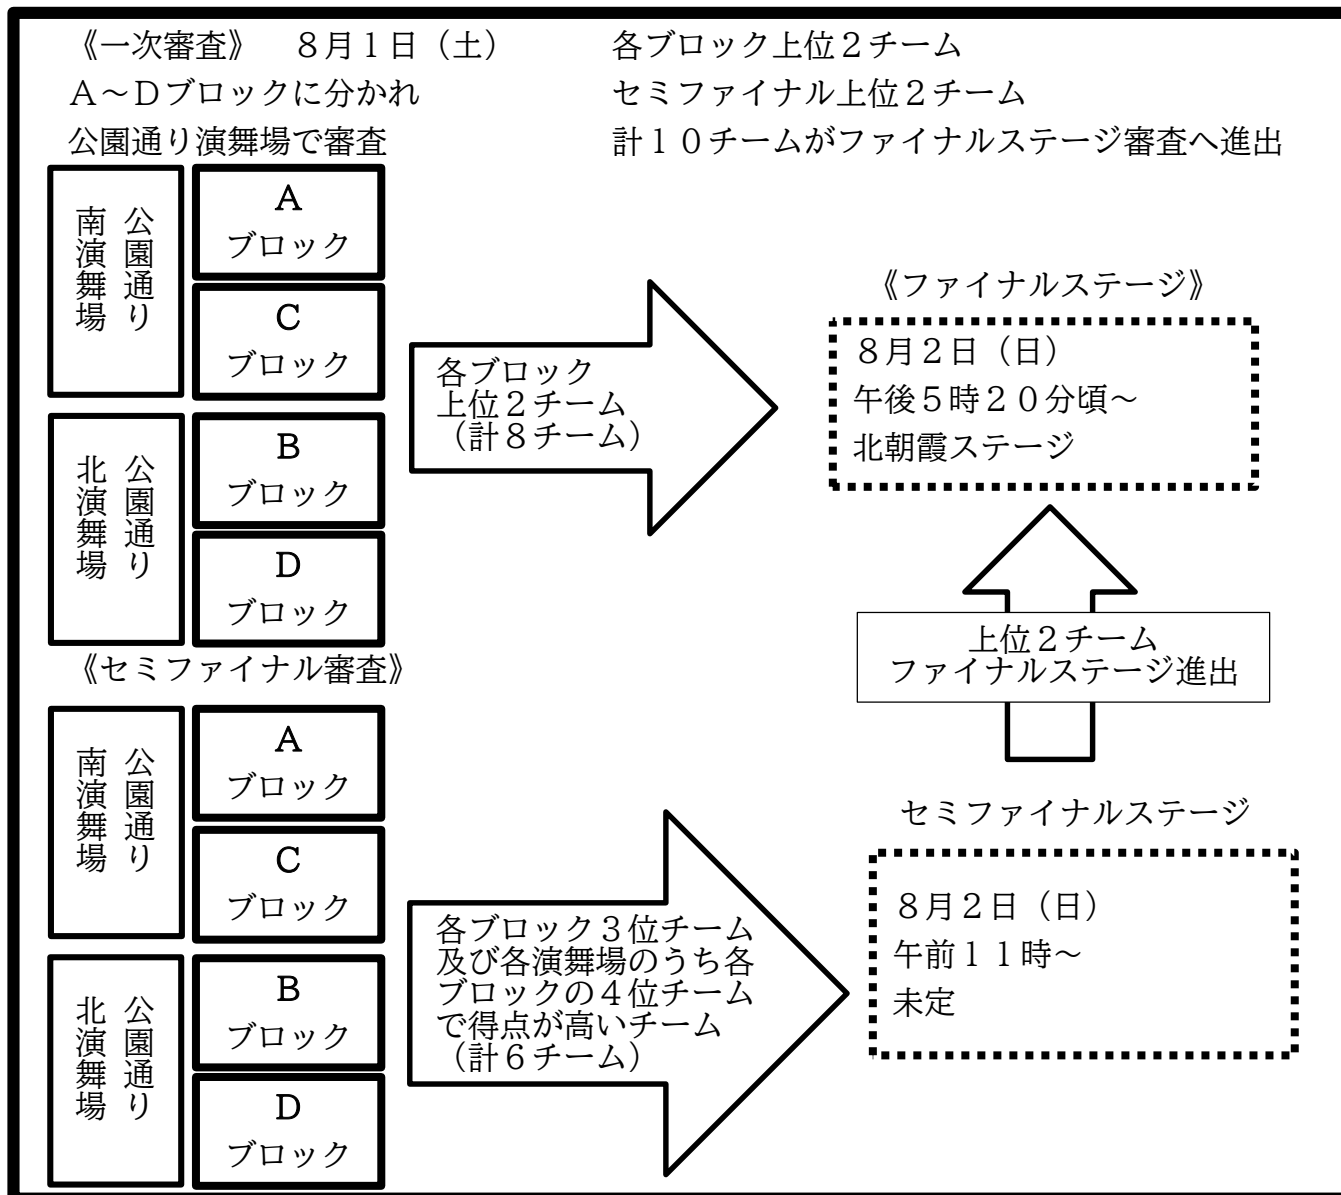 《一次審査》　８月１日（土）
Ａ～Ｄブロックに分かれ
公園通り演舞場で審査
各ブロック上位２チーム
セミファイナル上位２チーム
計１０チームがファイナルステージ審査へ進出
公園通り
南演舞場
A
ブロック
C
ブロック
公園通り
北演舞場
B
ブロック
D
ブロック
各ブロック
上位２チーム
（計８チーム）
《ファイナルステージ》
８月２日（日）
午後５時２０分頃～
北朝霞ステージ
《セミファイナル審査》
公園通り
南演舞場
A
ブロック
C
ブロック
公園通り
北演舞場
B
ブロック
D
ブロック
各ブロック３位チーム
及び各演舞場のうち各
ブロックの４位チーム
で得点が高いチーム
（計６チーム）
上位２チーム
ファイナルステージ進出
セミファイナルステージ
８月２日（日）
午前１１時～
未定